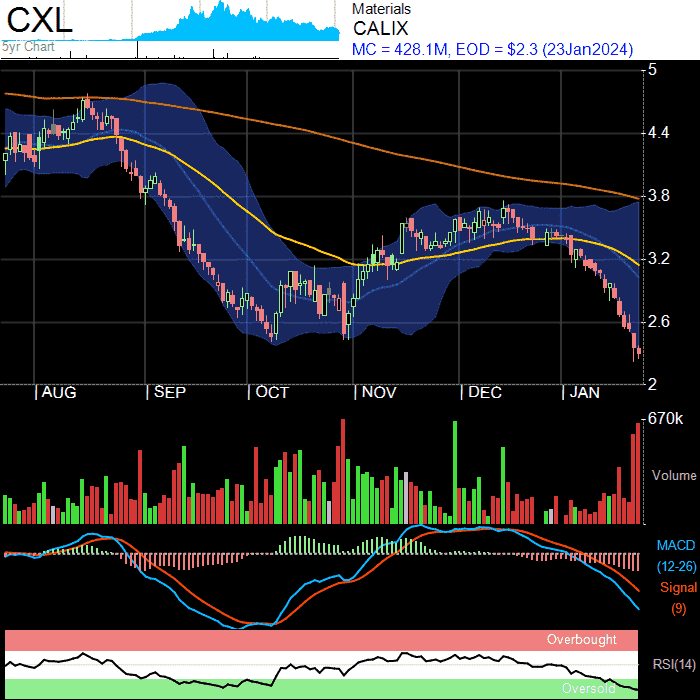 CXL
Materials
CALIX
MC = 428.1M, EOD = $2.3 (23Jan2024)
5yr Chart
5
4.4
3.8
3.2
2.6
2
| AUG | SEP | OCT | NOV | DEC | JAN
670k
Volume
MACD
(12-26)
Signal
(9)
Overbought
RSI(14)
Oversold